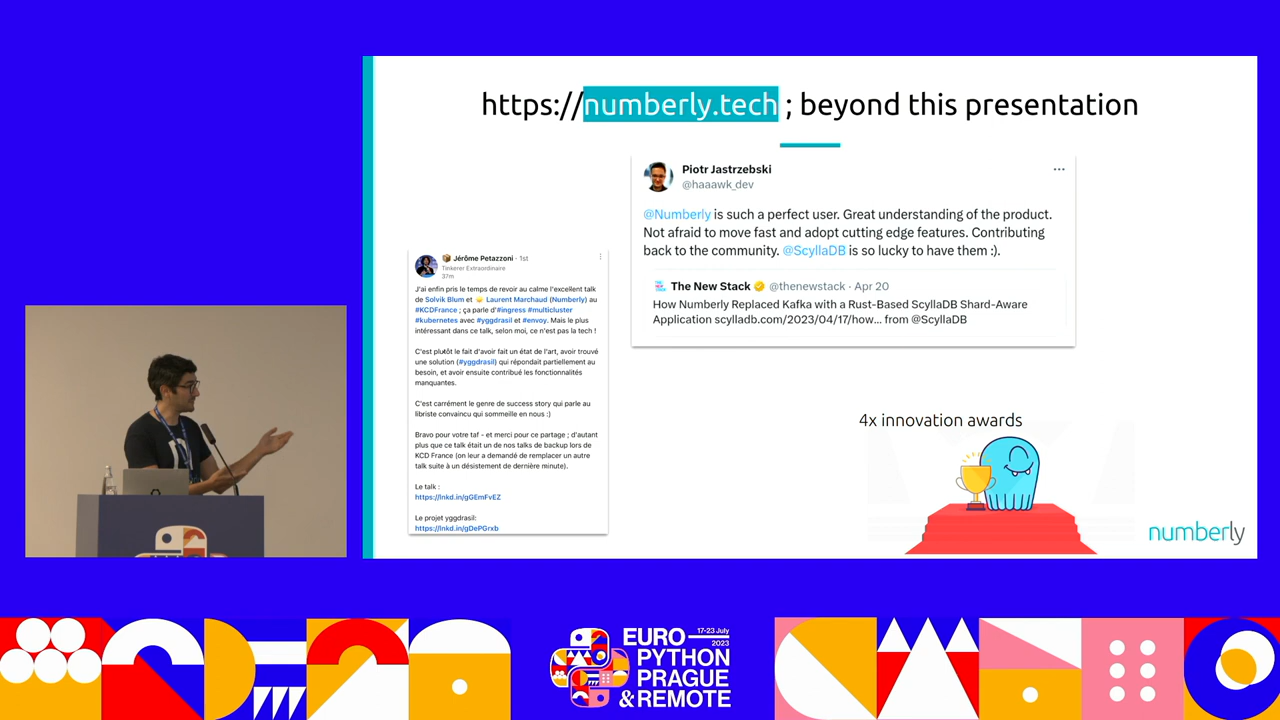 https://numberly.tech ; beyond this presentation
Piotr Jastrzebski
@haaawk_dev
@Numberly is such a perfect user. Great understanding of the product.
Not afraid to move fast and adopt cutting edge features. Contributing
back to the community. @ScyllaDB is so lucky to have them :).
The New Stack @thenewstack · Apr 20
How Numberly Replaced Kafka with a Rust-Based ScyllaDB Shard-Aware
Application scylladb.com/2023/04/17/how... from @ScyllaDB
Jérôme Petazzoni · 1st
Tinkerer Extraordinaire
37m
J'ai enfin pris le temps de revoir au calme l'excellent talk
de Solvik Blum et Laurent Marchaud (Numberly) au
#KCDFrance ; ça parle d'#ingress #multicluster
#kubernetes avec #yggdrasil et #envoy. Mais le plus
intéressant dans ce talk, selon moi, ce n'est pas la tech !
C'est plutôt le fait d'avoir fait un état de l'art, avoir trouvé
une solution (#yggdrasil) qui répondait partiellement au
besoin, et avoir ensuite contribué les fonctionnalités
manquantes.
C'est carrément le genre de success story qui parle au
libriste convaincu qui sommeille en nous :)
Bravo pour votre taf - et merci pour ce partage ; d'autant
plus que ce talk était un de nos talks de backup lors de
KCD France (on leur a demandé de remplacer un autre
talk suite à un désistement de dernière minute).
Le talk :
https://lnkd.in/gGEmFvEZ
Le projet yggdrasil:
https://lnkd.in/gDePGrxb
4x innovation awards
numberly
17-23 July
2023
EURO
PYTHON
PRAGUE
& REMOTE